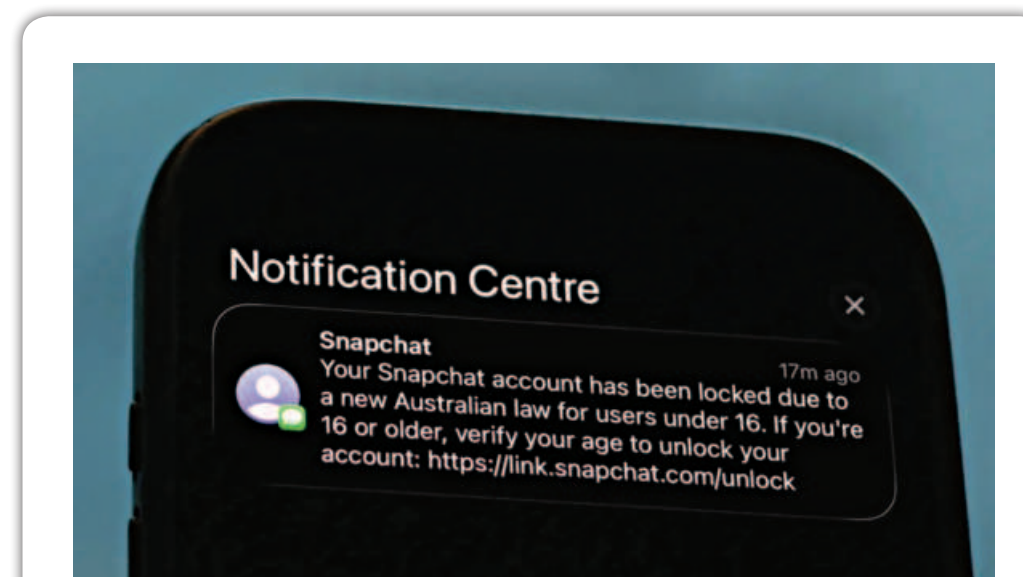 Notification Centre
Snapchat
17m ago
Your Snapchat account has been locked due to
a new Australian law for users under 16. If you're
16 or older, verify your age to unlock your
account: https://link.snapchat.com/unlock